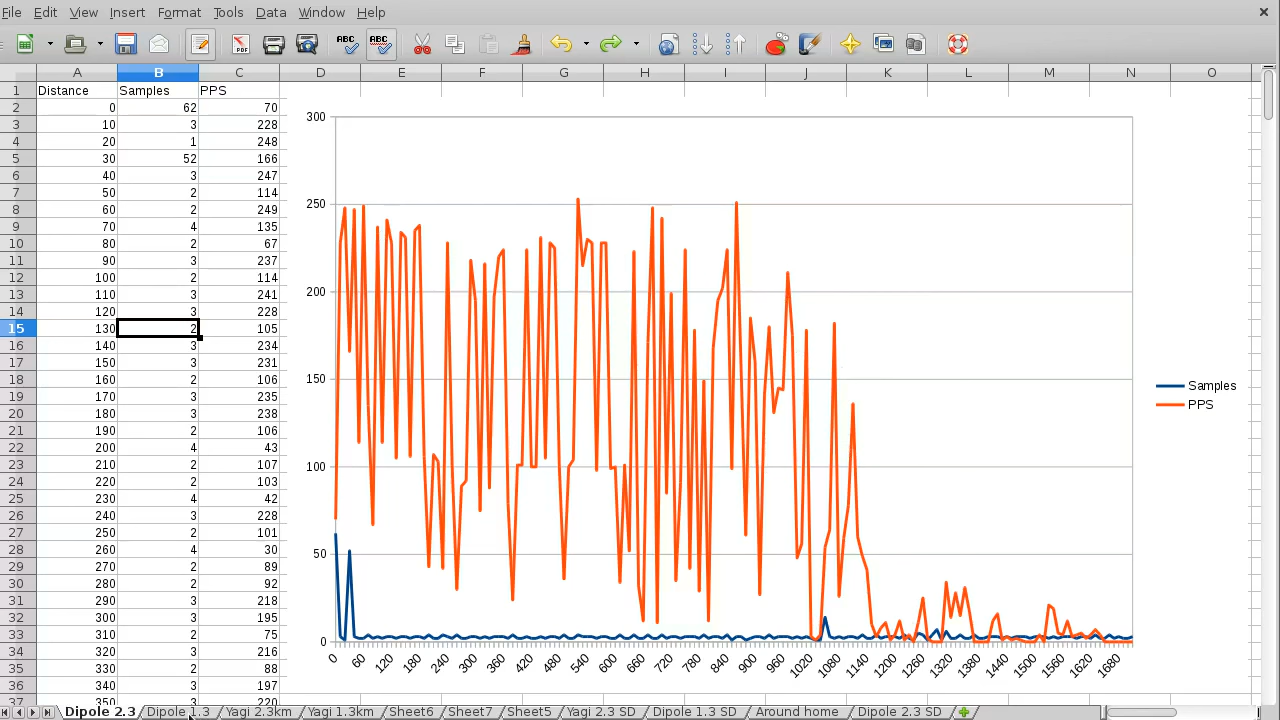 File Edit View Insert Format Tools Data Window Help
ABC ABC
A B C D E F G H I J K L M N O
1 Distance Samples PPS
2 0 62 70
3 10 3 228
4 20 1 248
5 30 52 166
6 40 3 247
7 50 2 114
8 60 2 249
9 70 4 135
10 80 2 67
11 90 3 237
12 100 2 114
13 110 3 241
14 120 3 228
15 130 2 105
16 140 3 234
17 150 3 231
18 160 2 106
19 170 3 235
20 180 3 238
21 190 2 106
22 200 4 43
23 210 2 107
24 220 2 103
25 230 4 42
26 240 3 228
27 250 2 101
28 260 4 30
29 270 2 89
30 280 2 92
31 290 3 218
32 300 3 195
33 310 2 75
34 320 3 216
35 330 2 88
36 340 3 197
37 350 3 220
300
250
200
150
100
50
0
0 60 120 180 240 300 360 420 480 540 600 660 720 780 840 900 960 1020 1080 1140 1200 1260 1320 1380 1440 1500 1560 1620 1680
Samples
PPS
Dipole 2.3 Dipole 1.3 Yagi 2.3km Yagi 1.3km Sheet6 Sheet7 Sheet5 Yagi 2.3 SD Dipole 1.3 SD Around home Dipole 2.3 SD